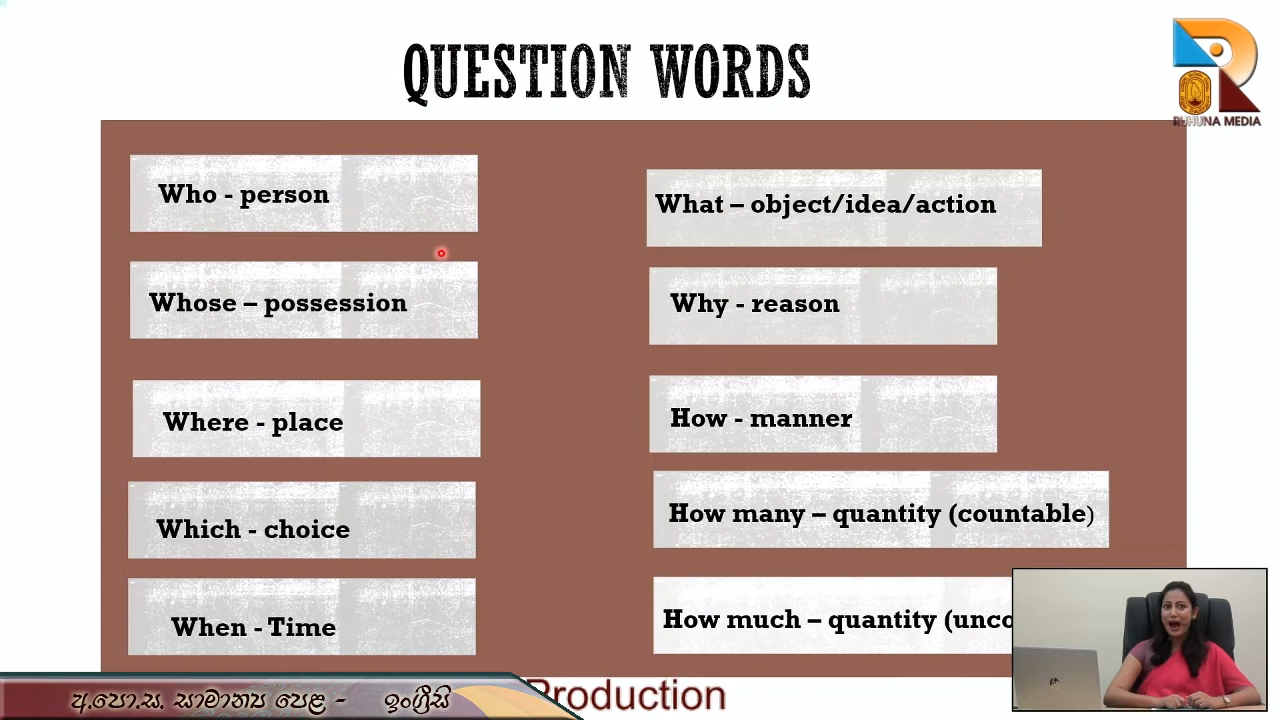 QUESTION WORDS
RUHUNA MEDIA
Who - person
Whose – possession
Where - place
Which - choice
When - Time
What – object/idea/action
Why - reason
How - manner
How many – quantity (countable)
How much – quantity (unco
අ.පො.ස. සාමාන්‍ය පෙළ - ඉංග්‍රීසි
Production